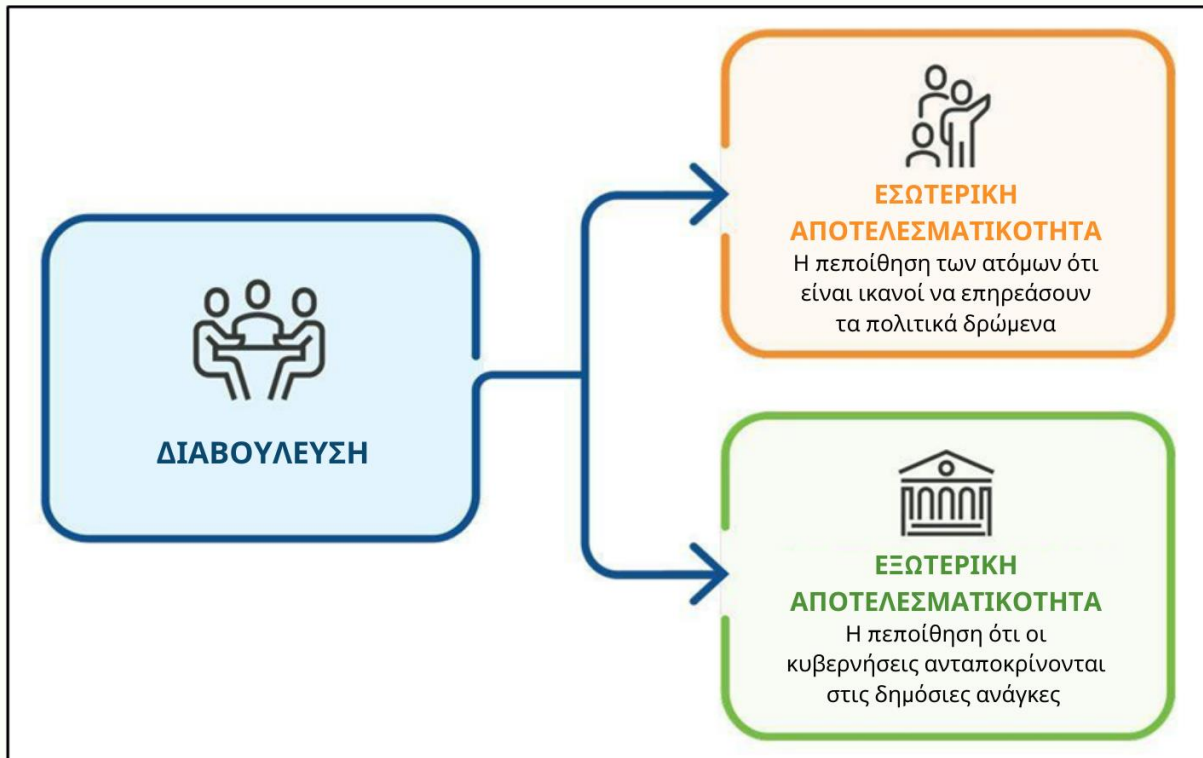 ΔΙΑΒΟΥΛΕΥΣΗ
ΕΣΩΤΕΡΙΚΗ
ΑΠΟΤΕΛΕΣΜΑΤΙΚΟΤΗΤΑ
Η πεποίθηση των ατόμων ότι
είναι ικανοί να επηρεάσουν
τα πολιτικά δρώμενα
ΕΞΩΤΕΡΙΚΗ
ΑΠΟΤΕΛΕΣΜΑΤΙΚΟΤΗΤΑ
Η πεποίθηση ότι οι
κυβερνήσεις ανταποκρίνονται
στις δημόσιες ανάγκες